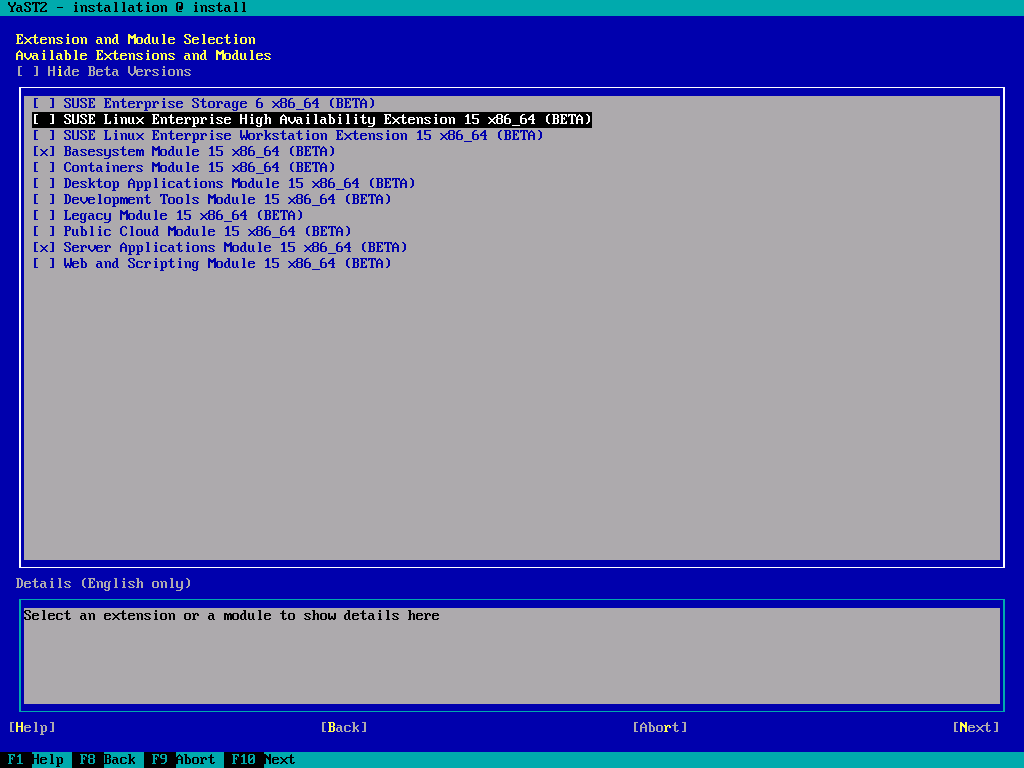 YaST2 - installation @ install
Extension and Module Selection
Available Extensions and Modules
[ ] Hide Beta Versions
[ ] SUSE Enterprise Storage 6 x86_64 (BETA)
[ ] SUSE Linux Enterprise High Availability Extension 15 x86_64 (BETA)
[ ] SUSE Linux Enterprise Workstation Extension 15 x86_64 (BETA)
[x] Basesystem Module 15 x86_64 (BETA)
[ ] Containers Module 15 x86_64 (BETA)
[ ] Desktop Applications Module 15 x86_64 (BETA)
[ ] Development Tools Module 15 x86_64 (BETA)
[ ] Legacy Module 15 x86_64 (BETA)
[ ] Public Cloud Module 15 x86_64 (BETA)
[x] Server Applications Module 15 x86_64 (BETA)
[ ] Web and Scripting Module 15 x86_64 (BETA)
Details (English only)
Select an extension or a module to show details here
[Help] [Back] [Abort] [Next]
F1 Help F8 Back F9 Abort F10 Next